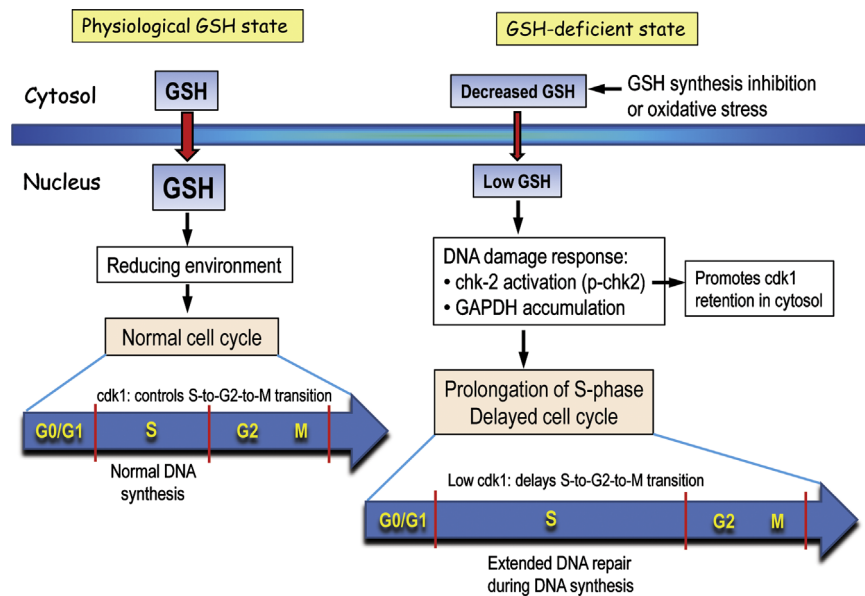 Physiological GSH state
GSH-deficient state
Cytosol
GSH
Decreased GSH
GSH synthesis inhibition
or oxidative stress
Nucleus
GSH
Low GSH
Reducing environment
DNA damage response:
• chk-2 activation (p-chk2)
• GAPDH accumulation
Promotes cdk1
retention in cytosol
Normal cell cycle
Prolongation of S-phase
Delayed cell cycle
cdk1: controls S-to-G2-to-M transition
G0/G1 S G2 M
Normal DNA
synthesis
Low cdk1: delays S-to-G2-to-M transition
G0/G1 S G2 M
Extended DNA repair
during DNA synthesis